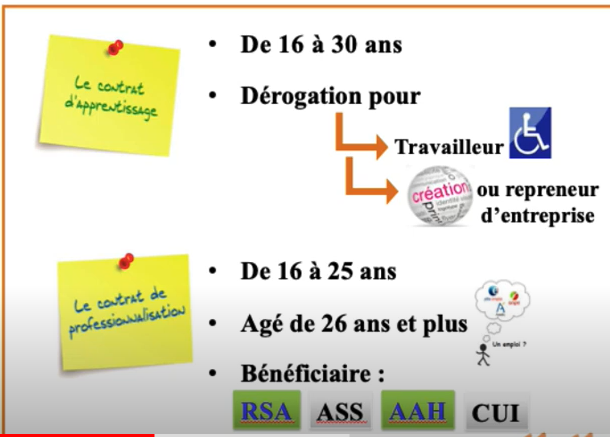 Le contrat
d'Apprentissage
• De 16 à 30 ans
• Dérogation pour
Travailleur
création
ou repreneur
d'entreprise
Le contrat de
professionnalisation
• De 16 à 25 ans
• Agé de 26 ans et plus
Un emploi ?
• Bénéficiaire :
RSA ASS AAH CUI